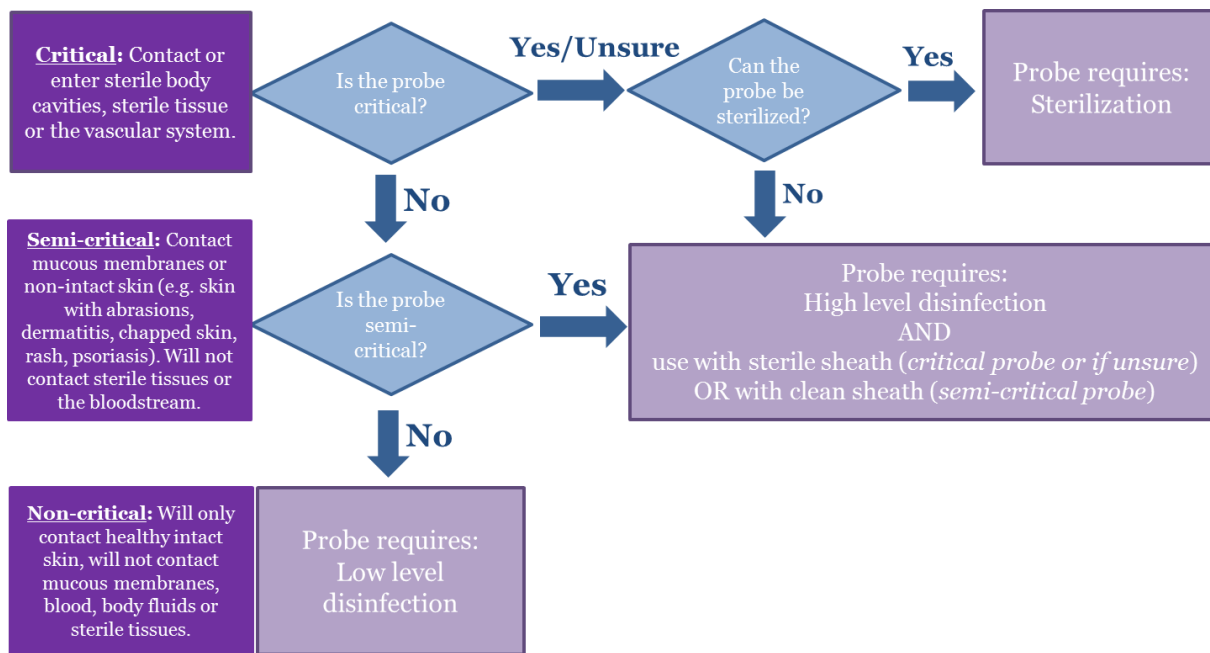 Critical: Contact or
enter sterile body
cavities, sterile tissue
or the vascular system.
Is the probe
critical?
Yes/Unsure
Can the
probe be
sterilized?
Yes
Probe requires:
Sterilization
No
No
Semi-critical: Contact
mucous membranes or
non-intact skin (e.g. skin
with abrasions,
dermatitis, chapped skin,
rash, psoriasis). Will not
contact sterile tissues or
the bloodstream.
Is the probe
semi-
critical?
Yes
Probe requires:
High level disinfection
AND
use with sterile sheath (critical probe or if unsure)
OR with clean sheath (semi-critical probe)
No
Non-critical: Will only
contact healthy intact
skin, will not contact
mucous membranes,
blood, body fluids or
sterile tissues.
Probe requires:
Low level
disinfection